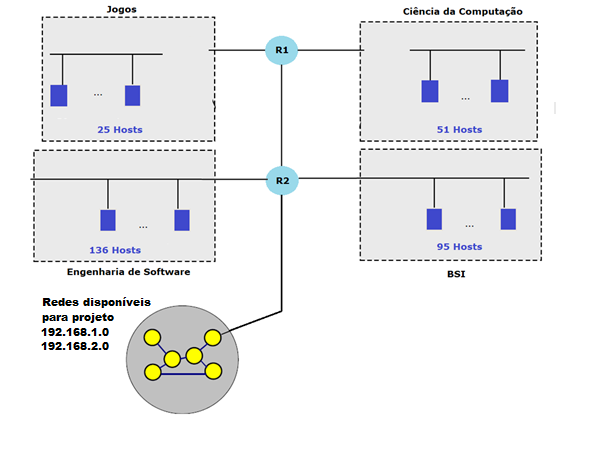 Jogos
Ciência da Computação
R1
...
...
25 Hosts
51 Hosts
R2
...
...
136 Hosts
95 Hosts
Engenharia de Software
BSI
Redes disponíveis
para projeto
192.168.1.0
192.168.2.0